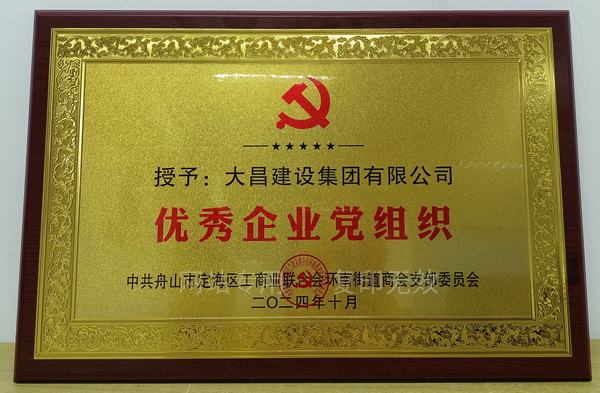 授予：大昌建设集团有限公司
优秀企业党组织
中共舟山市定海区工商业联合会环南街道商会支部委员会
二〇二四年十月